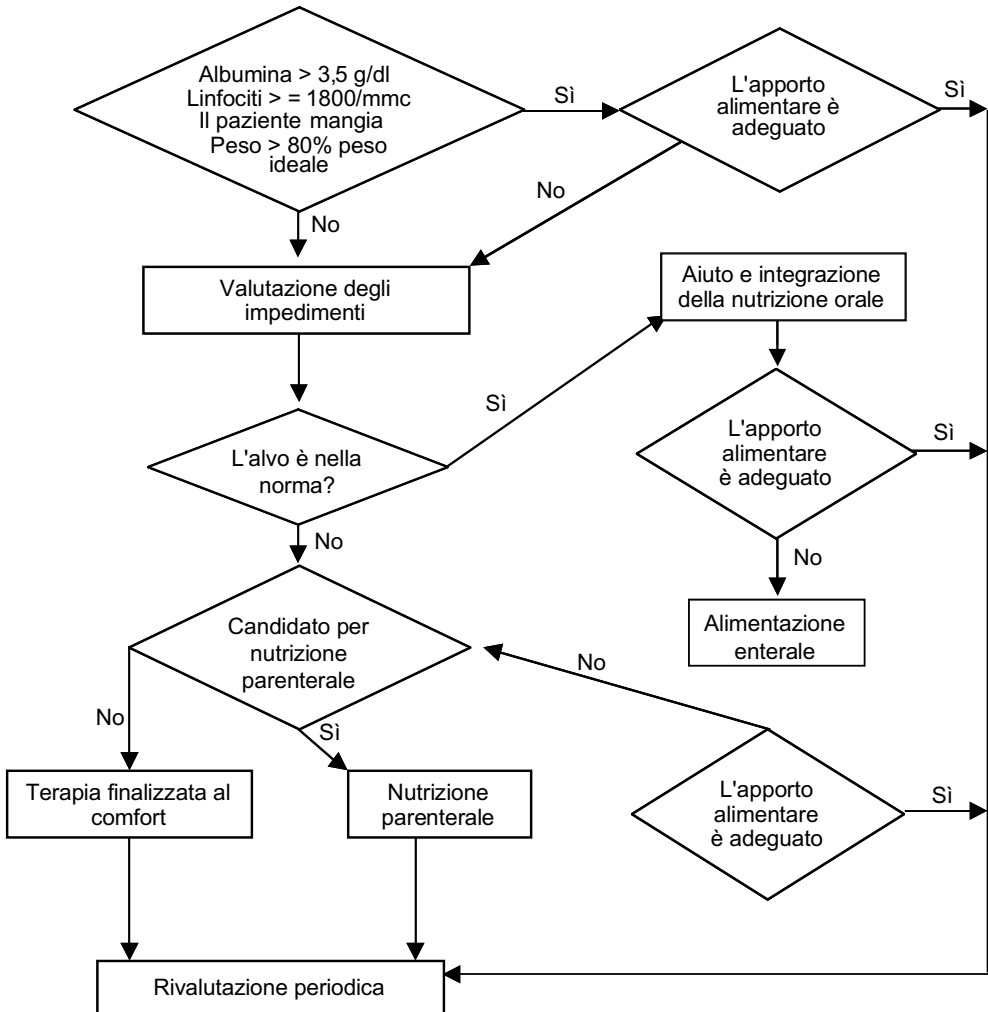 Albumina > 3,5 g/dl
Linfociti > = 1800/mmc
Il paziente mangia
Peso > 80% peso
ideale
Sì
L'apporto
alimentare è
adeguato
Sì
No
No
Valutazione degli
impedimenti
Aiuto e integrazione
della nutrizione orale
Sì
L'alvo è nella
norma?
L'apporto
alimentare
è adeguato
Sì
No
No
Candidato per
nutrizione
parenterale
Alimentazione
enterale
No
No
Sì
Terapia finalizzata al
comfort
Nutrizione
parenterale
L'apporto
alimentare
è adeguato
Sì
Rivalutazione periodica